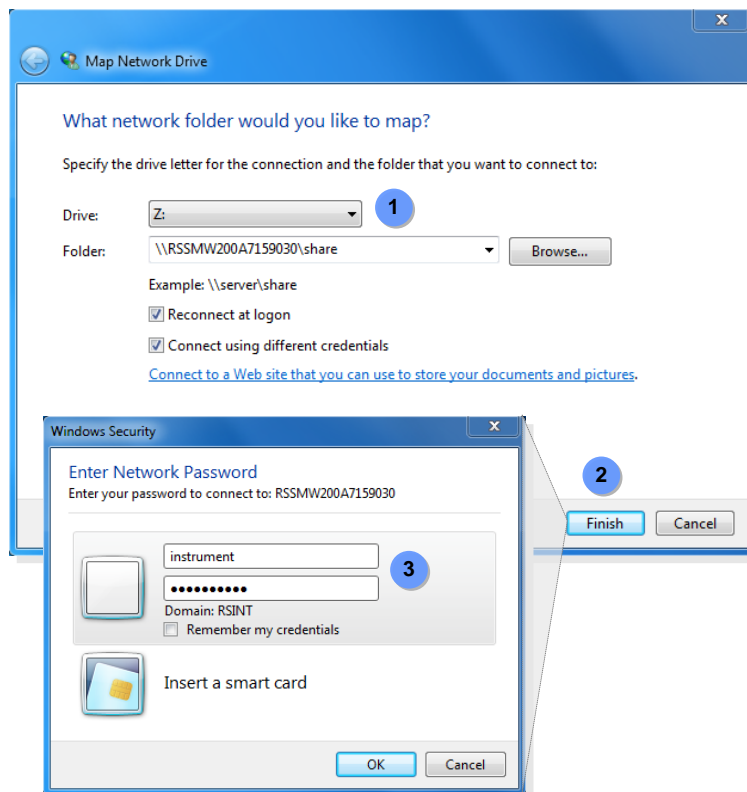 x
Map Network Drive
What network folder would you like to map?
Specify the drive letter for the connection and the folder that you want to connect to:
Drive: Z: 1
Folder: \\RSSMW200A7159030\share Browse...
Example: \\server\share
Reconnect at logon
Connect using different credentials
Connect to a Web site that you can use to store your documents and pictures.
2
Finish Cancel
Windows Security x
Enter Network Password
Enter your password to connect to: RSSMW200A7159030
instrument
●●●●●●●●●● 3
Domain: RSINT
Remember my credentials
Insert a smart card
OK Cancel